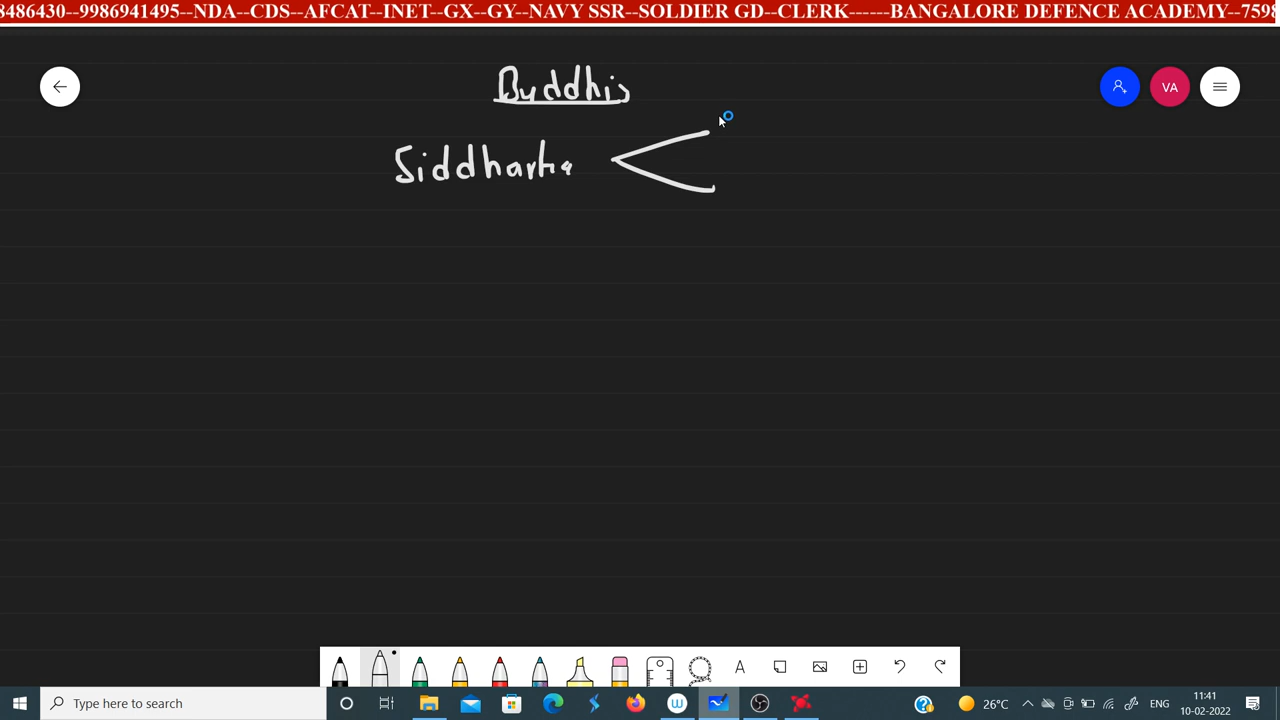 8486430--9986941495--NDA--CDS--AFCAT--INET--GX--GY--NAVY SSR--SOLDIER GD--CLERK------BANGALORE DEFENCE ACADEMY--7598
Buddhis
VA
Siddhartha
A
Type here to search
26°C
ENG
11:41
10-02-2022